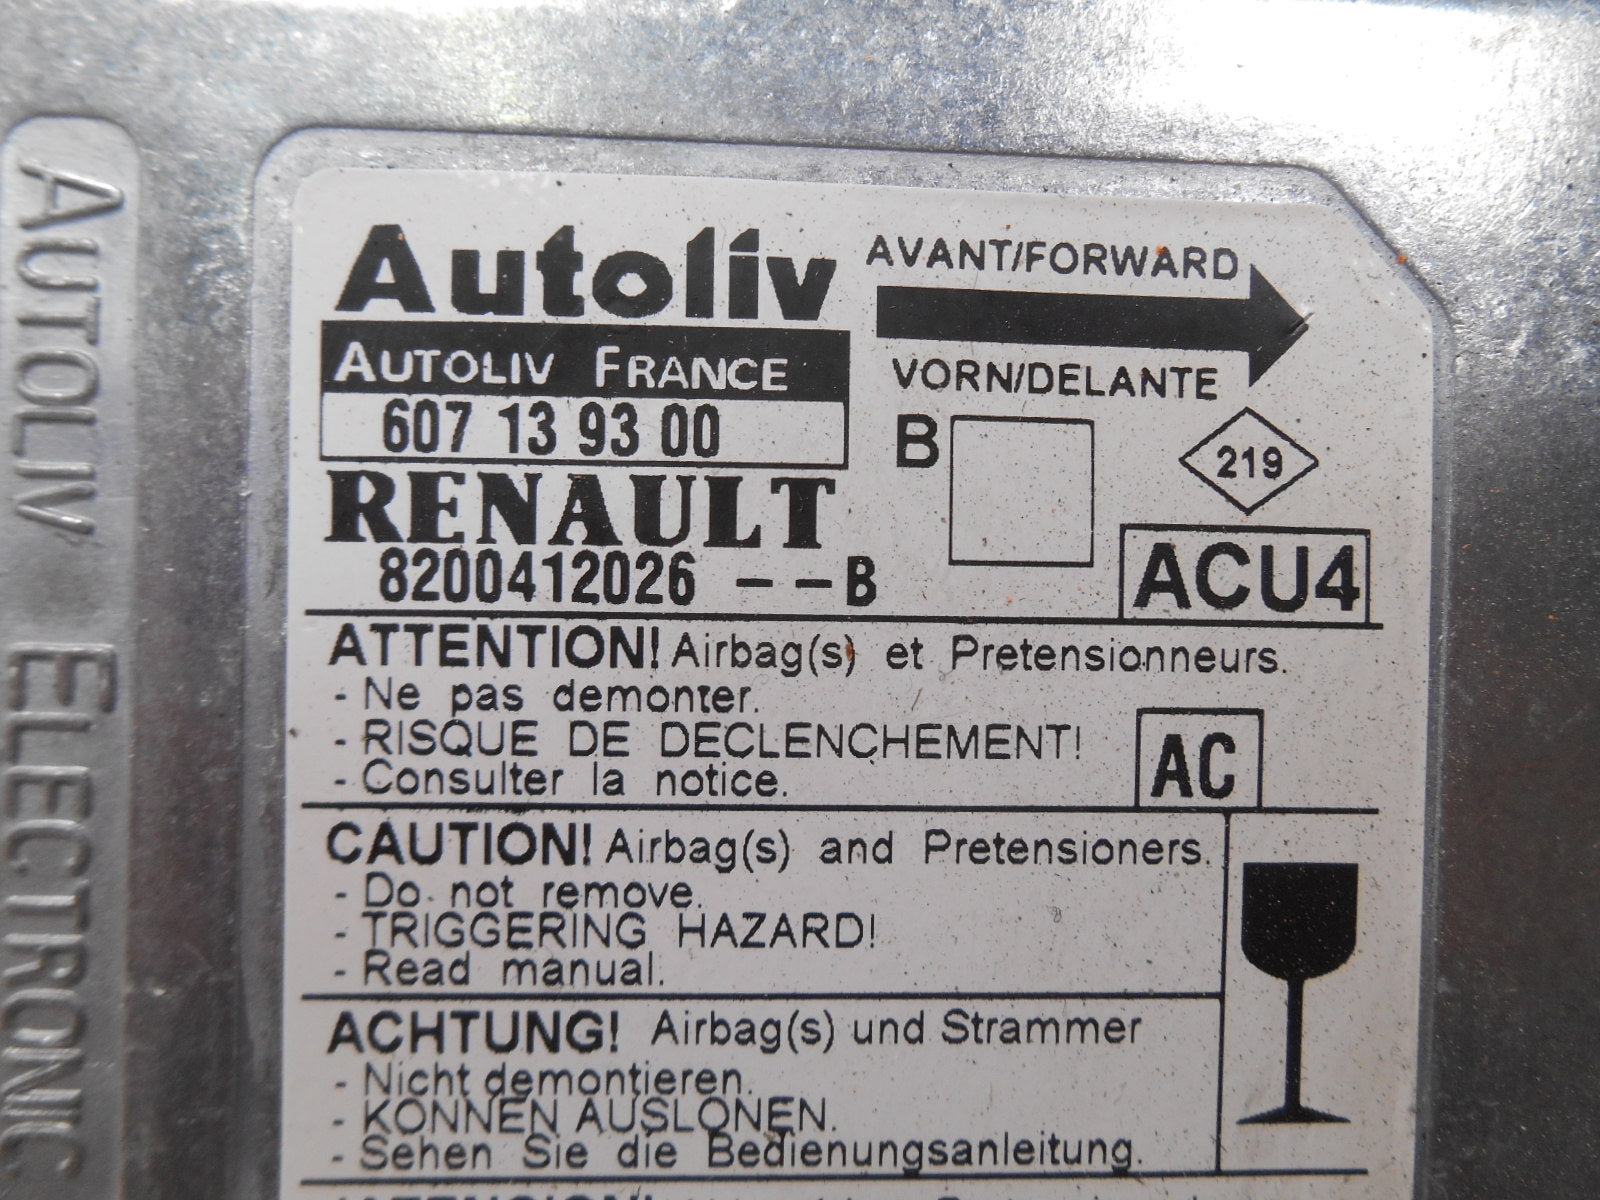 AUTOLIV ELECTRONIC
Autoliv
AUTOLIV FRANCE
607 13 93 00
RENAULT
8200412026 --B
AVANT/FORWARD
VORN/DELANTE
B
219
ACU4
ATTENTION! Airbag(s) et Pretensionneurs.
- Ne pas demonter.
- RISQUE DE DECLENCHEMENT!
- Consulter la notice.
AC
CAUTION! Airbag(s) and Pretensioners.
- Do not remove.
- TRIGGERING HAZARD!
- Read manual.
ACHTUNG! Airbag(s) und Strammer
- Nicht demontieren.
- KONNEN AUSLONEN.
- Sehen Sie die Bedienungsanleitung.